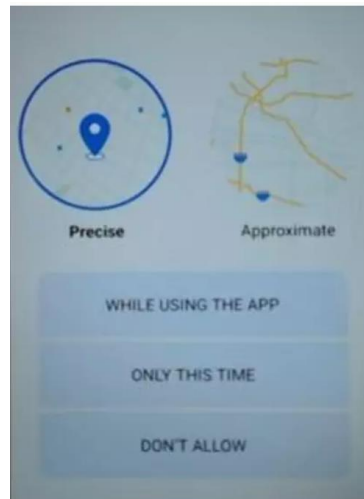 Precise
Approximate
WHILE USING THE APP
ONLY THIS TIME
DON'T ALLOW